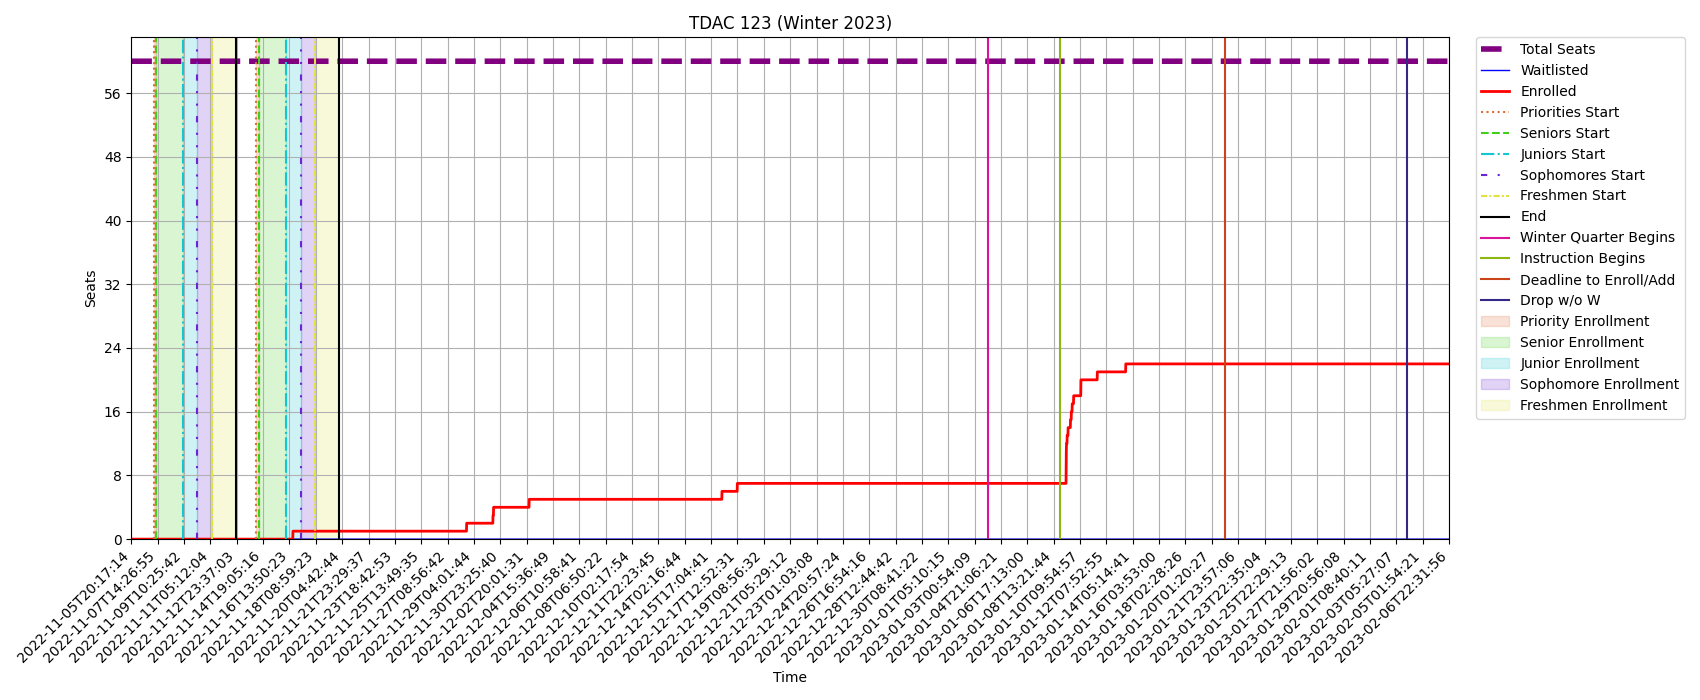 TDAC 123 (Winter 2023)
Seats
56
48
40
32
24
16
8
0
2022-11-05T20:17:14
2022-11-07T14:26:55
2022-11-09T10:25:42
2022-11-11T05:12:04
2022-11-12T23:37:03
2022-11-14T19:05:16
2022-11-16T13:50:23
2022-11-18T08:59:23
2022-11-20T04:42:44
2022-11-21T23:29:37
2022-11-23T18:42:53
2022-11-25T13:49:35
2022-11-27T08:56:42
2022-11-29T04:01:44
2022-11-30T23:25:40
2022-12-02T20:01:31
2022-12-04T15:36:49
2022-12-06T10:58:41
2022-12-08T06:50:22
2022-12-10T02:17:54
2022-12-11T22:23:45
2022-12-14T02:16:44
2022-12-15T17:04:41
2022-12-17T12:52:31
2022-12-19T08:56:32
2022-12-21T05:29:12
2022-12-23T01:03:08
2022-12-24T20:57:24
2022-12-26T16:54:16
2022-12-28T12:44:42
2022-12-30T08:41:22
2023-01-01T05:10:15
2023-01-03T00:54:09
2023-01-04T21:06:21
2023-01-06T17:13:00
2023-01-08T13:21:44
2023-01-10T09:54:57
2023-01-12T07:52:55
2023-01-14T05:14:41
2023-01-16T03:53:00
2023-01-18T02:28:26
2023-01-20T01:20:27
2023-01-21T23:57:06
2023-01-23T22:35:04
2023-01-25T22:29:13
2023-01-27T21:56:02
2023-01-29T20:56:08
2023-02-01T08:40:11
2023-02-03T05:27:07
2023-02-05T01:54:21
2023-02-06T22:31:56
Time
Total Seats
Waitlisted
Enrolled
Priorities Start
Seniors Start
Juniors Start
Sophomores Start
Freshmen Start
End
Winter Quarter Begins
Instruction Begins
Deadline to Enroll/Add
Drop w/o W
Priority Enrollment
Senior Enrollment
Junior Enrollment
Sophomore Enrollment
Freshmen Enrollment